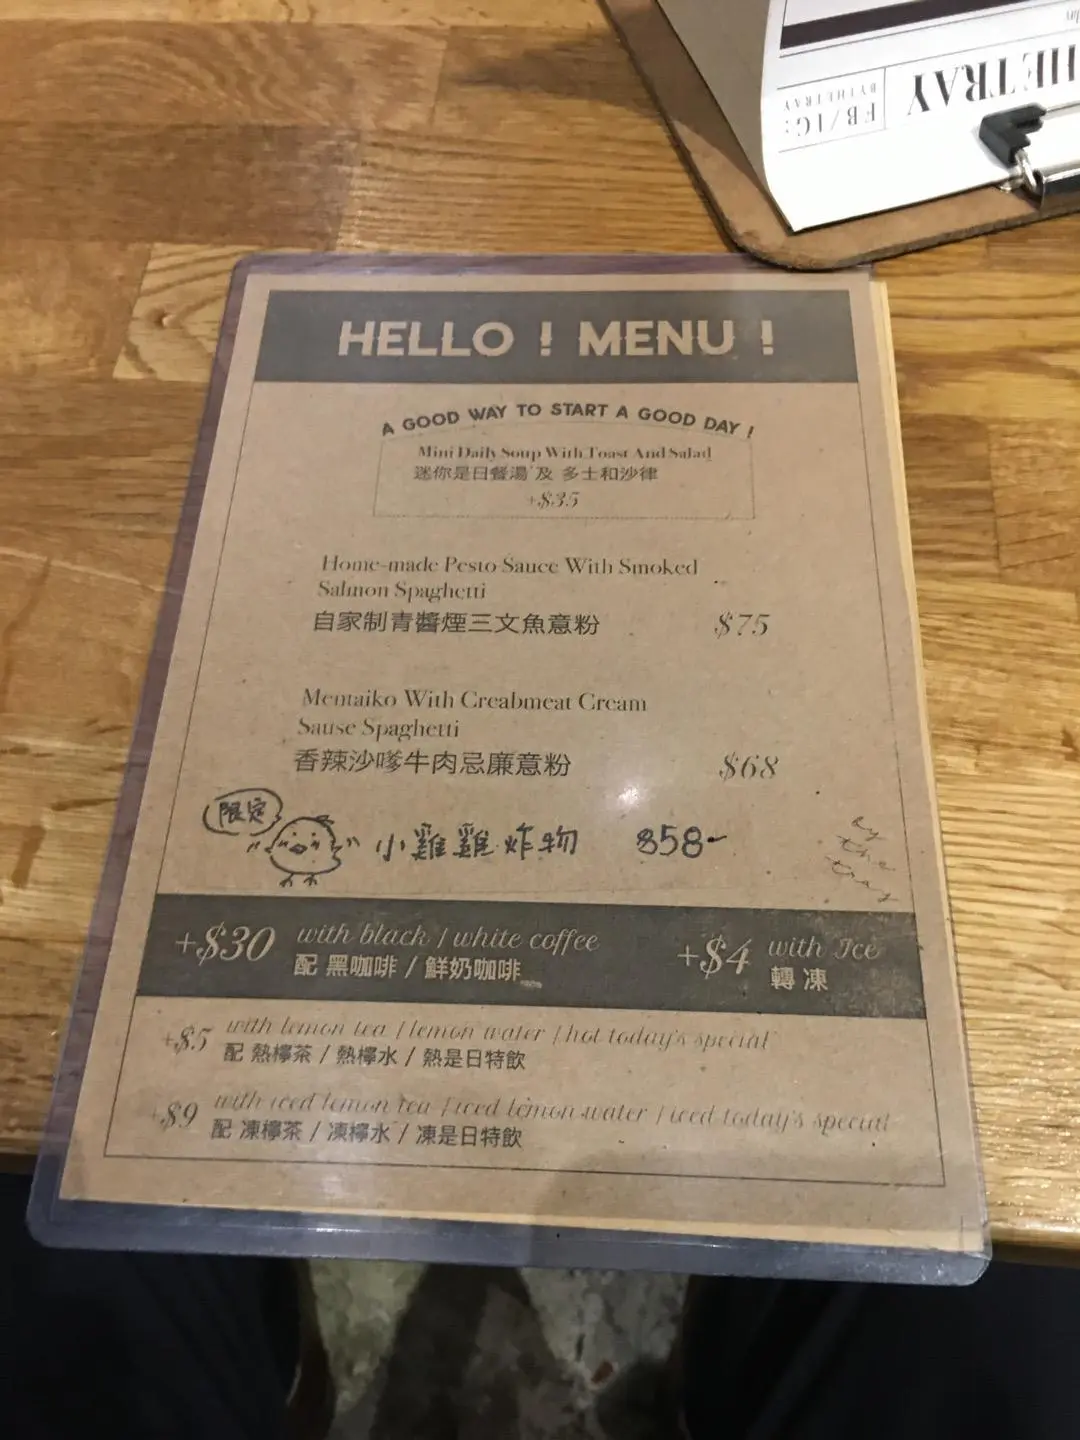 HETRAY
FB/IG:
BYTHETRAY
HELLO ! MENU !
A GOOD WAY TO START A GOOD DAY !
Mini Daily Soup With Toast And Salad
迷你是日餐湯 及 多士和沙律
+$35
Home-made Pesto Sauce With Smoked
Salmon Spaghetti
自家制青醬煙三文魚意粉 $75
Mentaiko With Creabmeat Cream
Sause Spaghetti
香辣沙嗲牛肉忌廉意粉 $68
限定
小雞雞炸物 $58-
by
the
tray
+$30 with black / white coffee
配 黑咖啡 / 鮮奶咖啡
+$4 with Ice
轉凍
+$5 with lemon tea / lemon water / hot today's special
配 熱檸茶 / 熱檸水 / 熱是日特飲
+$9 with iced lemon tea / iced lemon water / iced today's special
配 凍檸茶 / 凍檸水 / 凍是日特飲